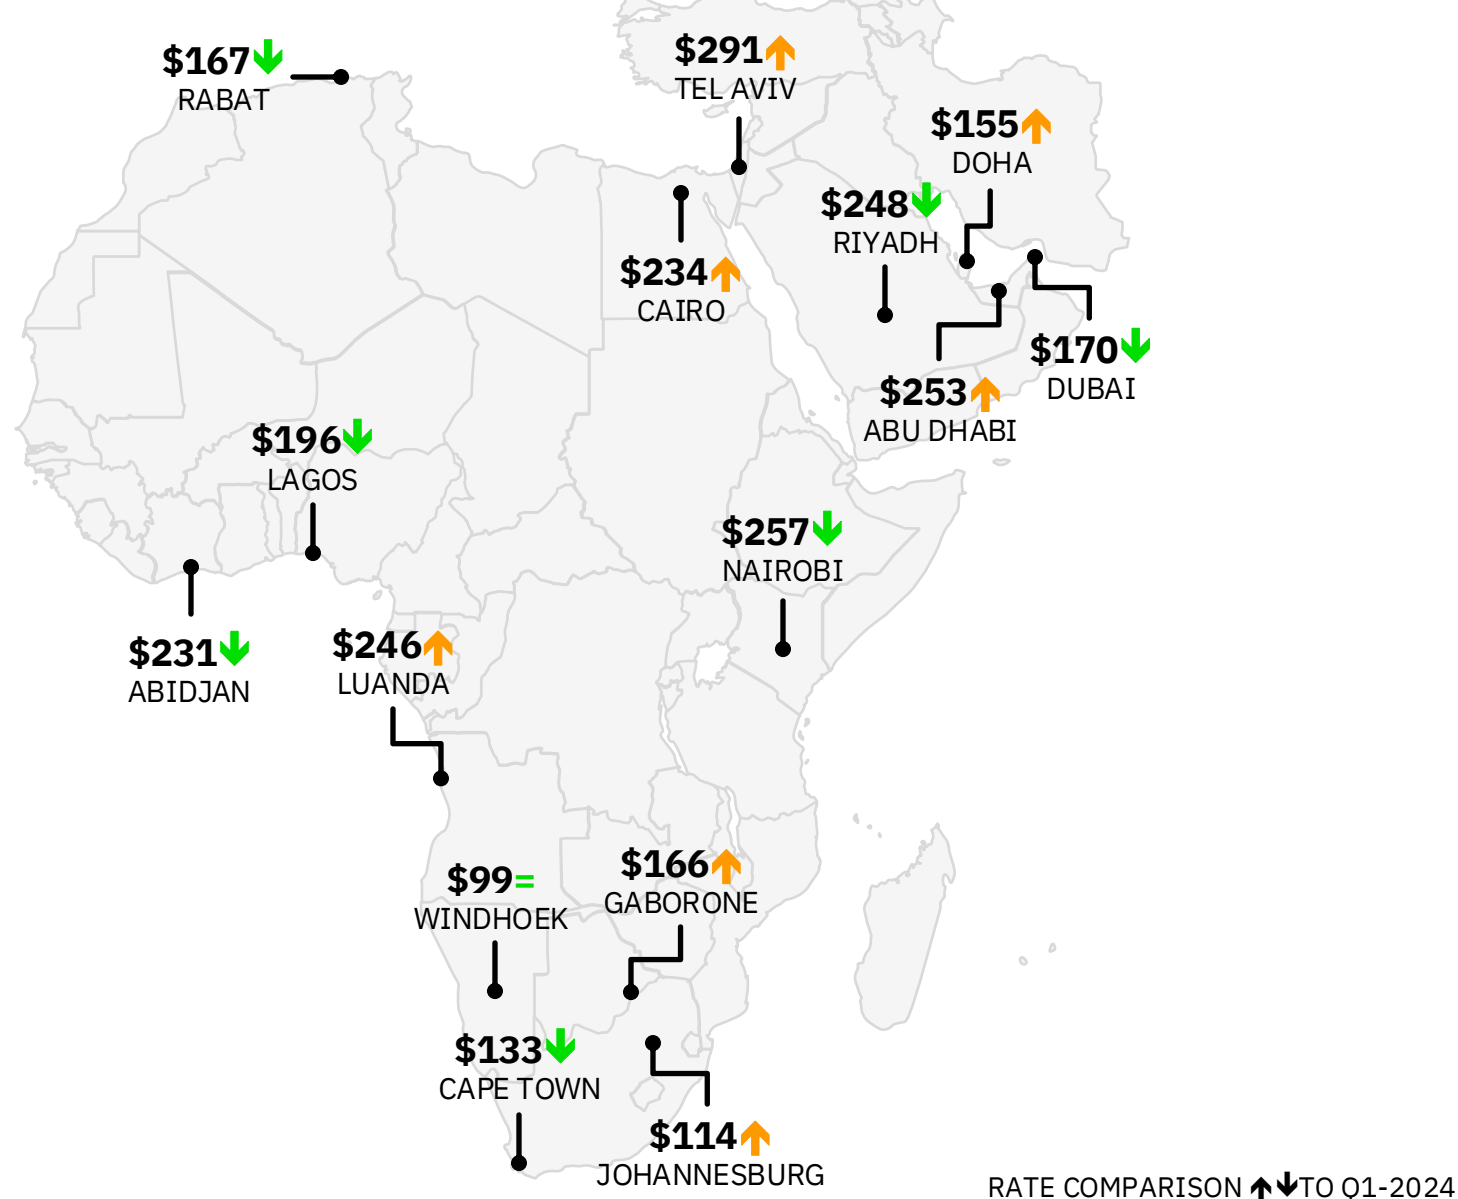 $167↓
RABAT
$291↑
TEL AVIV
$155↑
DOHA
$248↓
RIYADH
$234↑
CAIRO
$170↓
DUBAI
$253↑
ABU DHABI
$196↓
LAGOS
$257↓
NAIROBI
$231↓
ABIDJAN
$246↑
LUANDA
$99=
WINDHOEK
$166↑
GABORONE
$133↓
CAPE TOWN
$114↑
JOHANNESBURG
RATE COMPARISON ↑↓TO Q1-2024